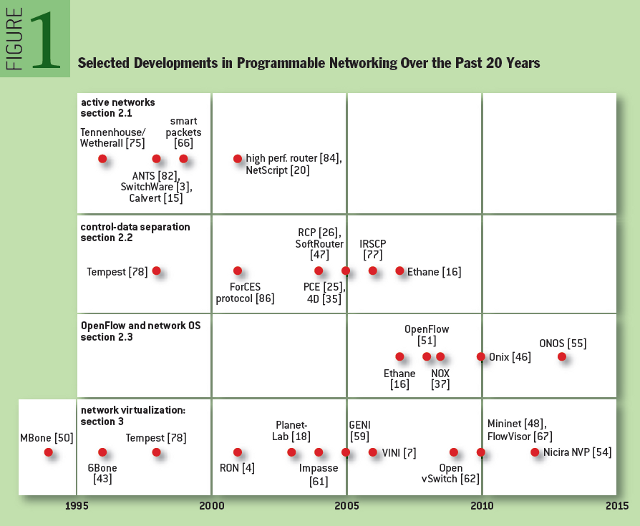 FIGURE 1
Selected Developments in Programmable Networking Over the Past 20 Years
active networks
section 2.1
smart
packets
[66]
Tennenhouse/
Wetherall [75]
ANTS [82],
SwitchWare [3],
Calvert [15]
high perf. router [84],
NetScript [20]
control-data separation
section 2.2
Tempest [78]
ForCES
protocol [86]
RCP [26],
SoftRouter
[47]
PCE [25],
4D [35]
IRSCP
[77]
Ethane [16]
OpenFlow and network OS
section 2.3
OpenFlow
[51]
Ethane
[16]
NOX
[37]
Onix [46]
ONOS [55]
network virtualization:
section 3
MBone [50]
6Bone
[43]
Tempest [78]
RON [4]
Planet-
Lab [18]
Impasse
[61]
GENI
[59]
VINI [7]
Open
vSwitch [62]
Mininet [48],
FlowVisor [67]
Nicira NVP [54]
1995 2000 2005 2010 2015